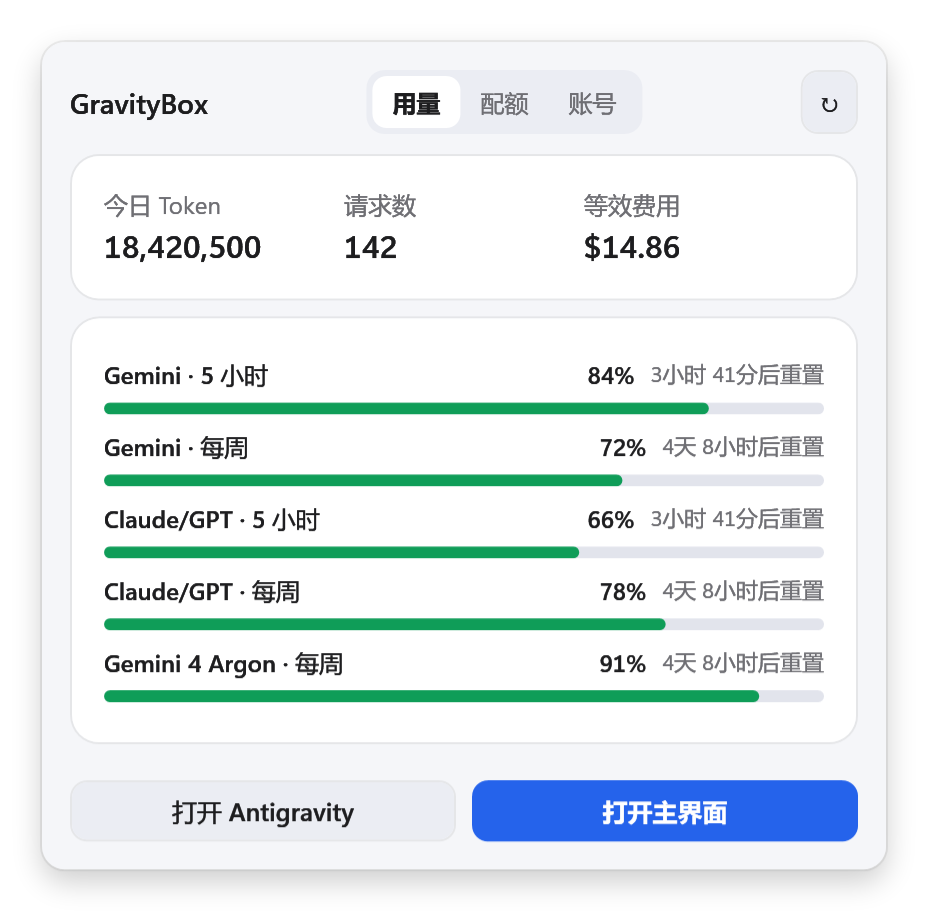 GravityBox 用量 配额 账号 ↻
今日 Token 请求数 等效费用
18,420,500 142 $14.86
Gemini · 5 小时 84% 3小时 41分后重置
Gemini · 每周 72% 4天 8小时后重置
Claude/GPT · 5 小时 66% 3小时 41分后重置
Claude/GPT · 每周 78% 4天 8小时后重置
Gemini 4 Argon · 每周 91% 4天 8小时后重置
打开 Antigravity 打开主界面